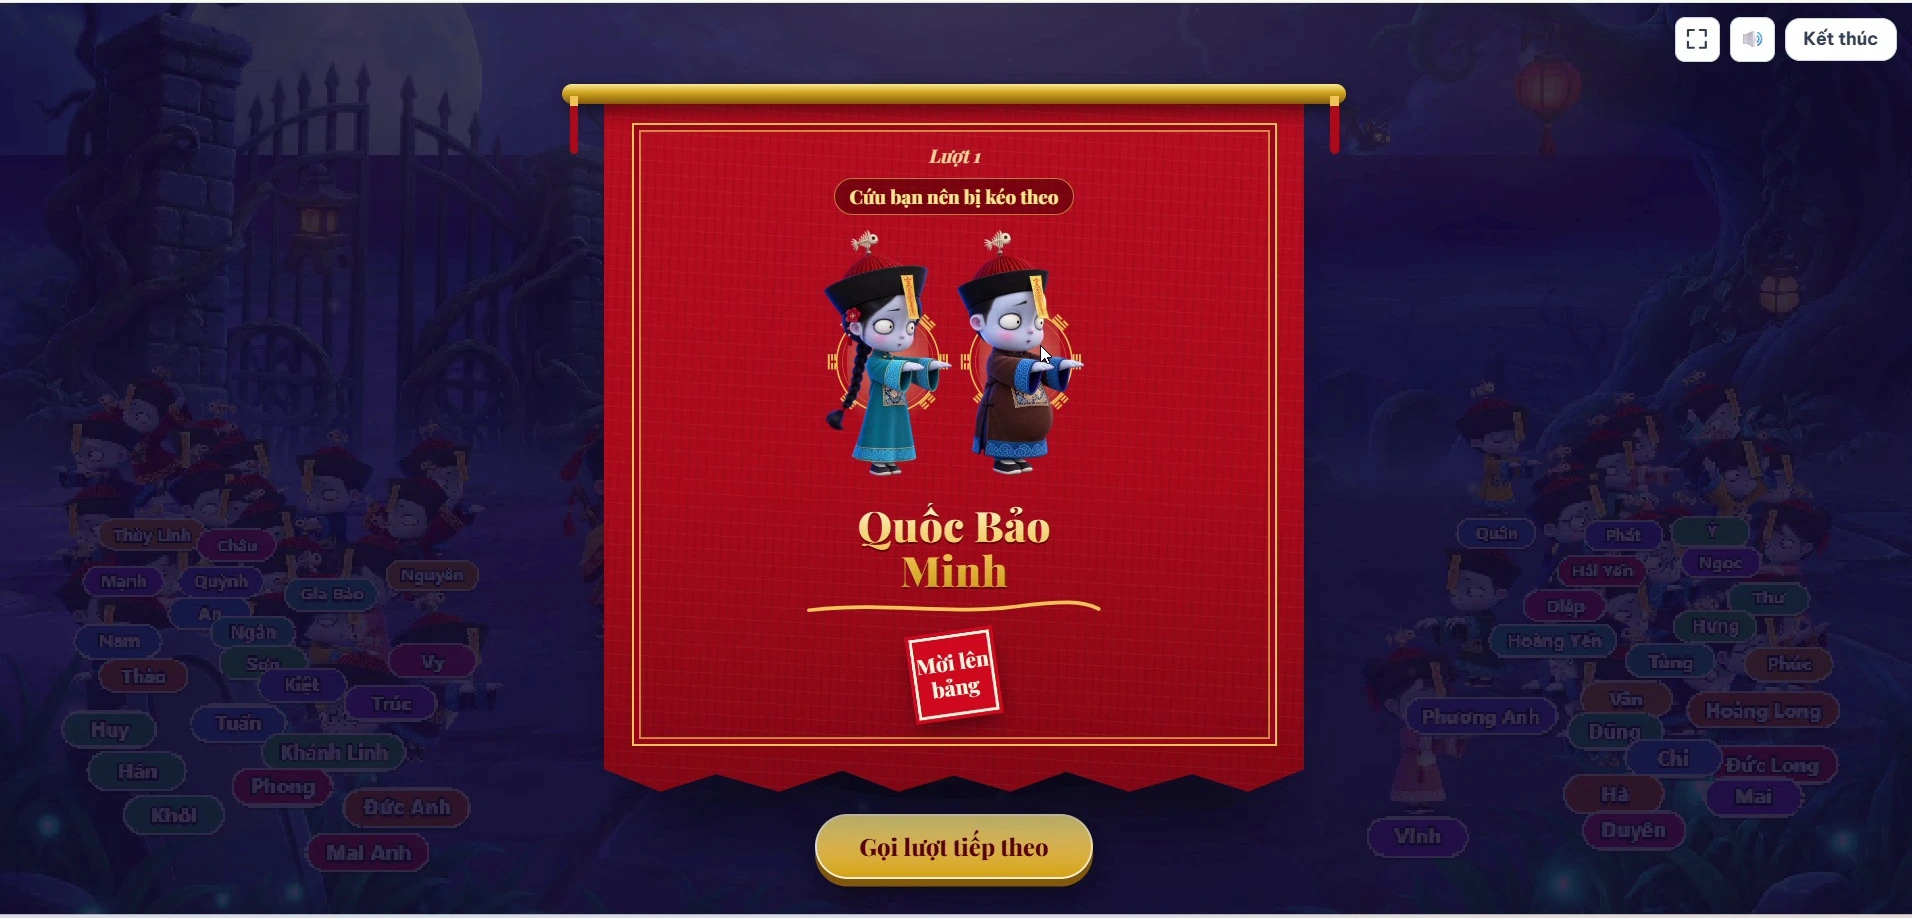 Kết thúc
Lượt 1
Cứu bạn nên bị kéo theo
Quốc Bảo
Minh
Mời lên
bảng
Gọi lượt tiếp theo
Thùy Linh
Châu
Mạnh
Quỳnh
Gia Bảo
Nguyên
An
Nam
Ngân
Sơn
Vy
Thảo
Kiệt
Trúc
Huy
Tuấn
Khánh Linh
Hân
Phong
Đức Anh
Khôi
Mai Anh
Quân
Phát
Ý
Hải Yến
Ngọc
Diệp
Thư
Hoàng Yến
Hưng
Tùng
Phúc
Vân
Phương Anh
Hoàng Long
Dũng
Chi
Đức Long
Hà
Mai
Vinh
Duyên